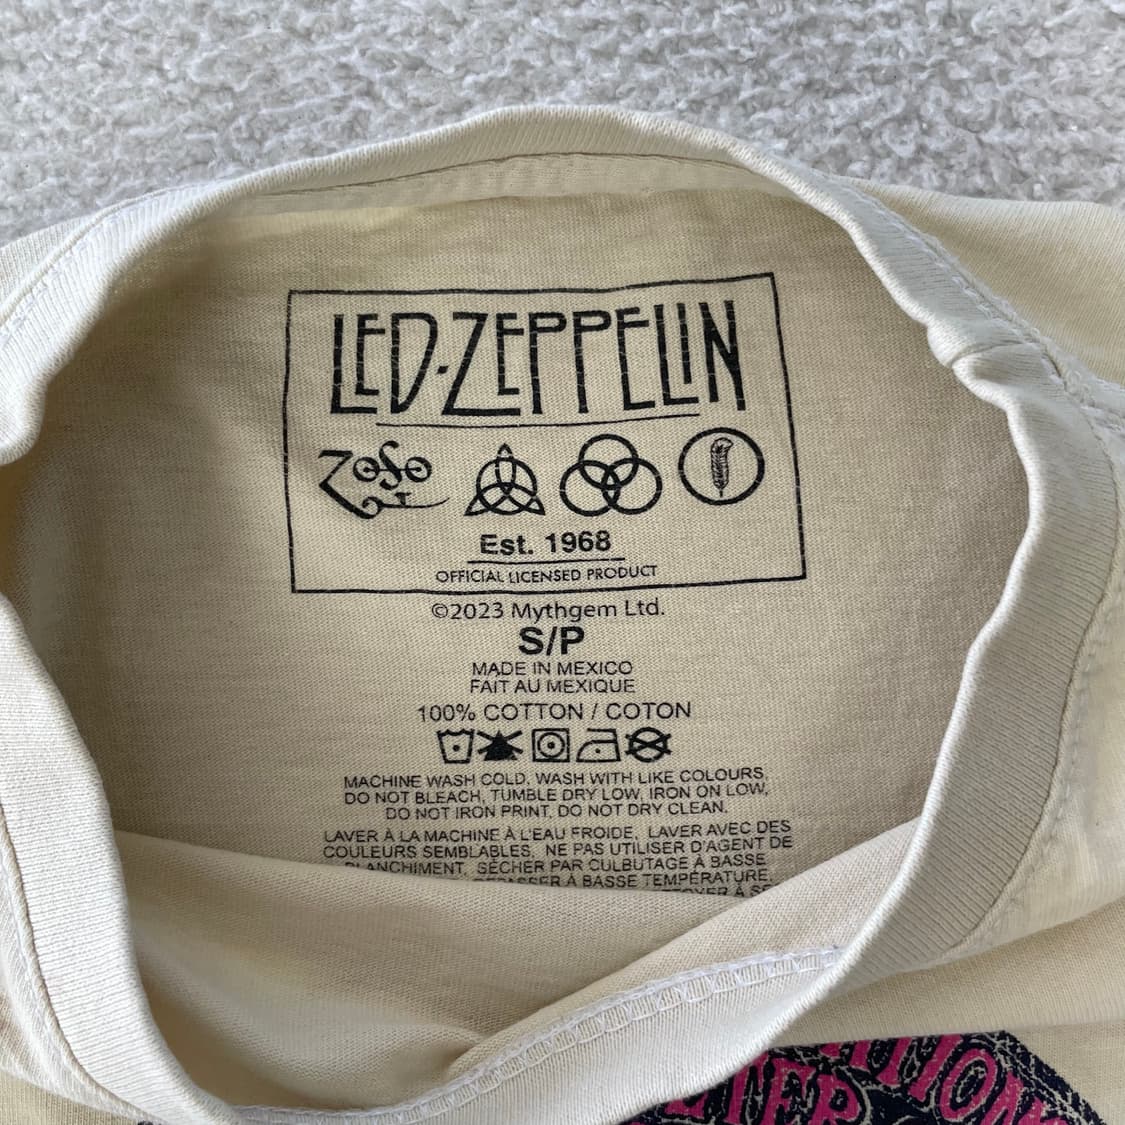 LED-ZEPPELIN
ZoSo
Est. 1968
OFFICIAL LICENSED PRODUCT
©2023 Mythgem Ltd.
S/P
MADE IN MEXICO
FAIT AU MEXIQUE
100% COTTON / COTON
MACHINE WASH COLD, WASH WITH LIKE COLOURS,
DO NOT BLEACH, TUMBLE DRY LOW, IRON ON LOW,
DO NOT IRON PRINT, DO NOT DRY CLEAN.
LAVER À LA MACHINE À L'EAU FROIDE, LAVER AVEC DES
COULEURS SEMBLABLES, NE PAS UTILISER D'AGENT DE
BLANCHIMENT, SÉCHER PAR CULBUTAGE À BASSE
À BASSE TEMPÉRATURE,
À